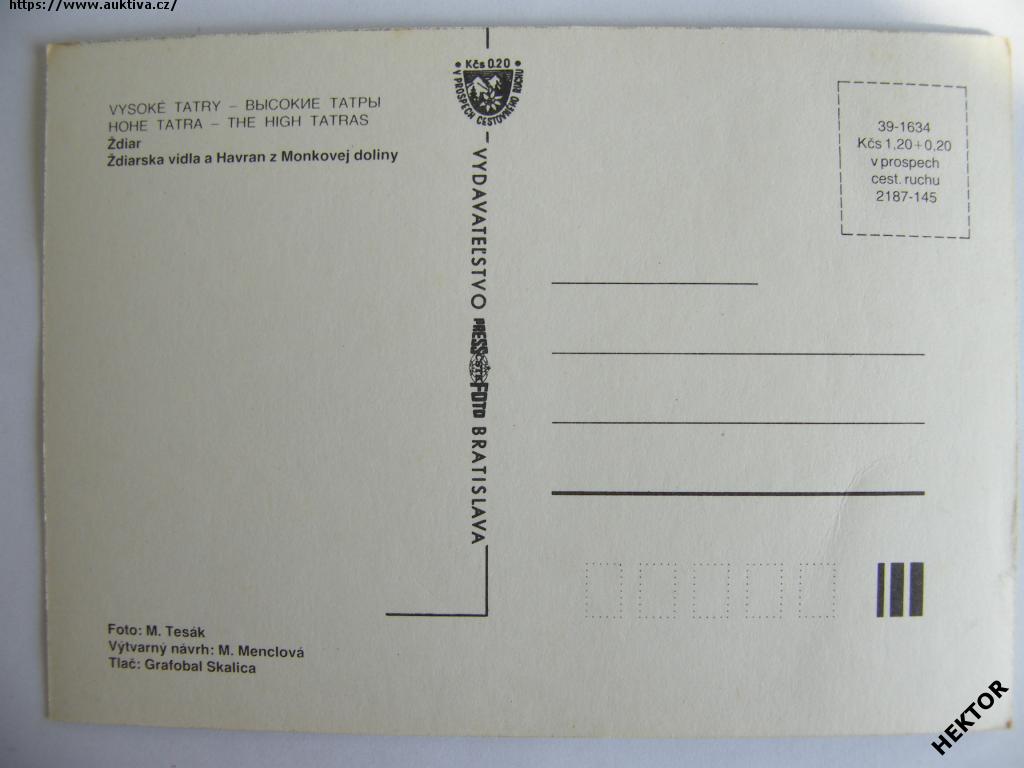 https://www.auktiva.cz/
VYSOKÉ TATRY – ВЫСОКИЕ ТАТРЫ
HOHE TATRA – THE HIGH TATRAS
Ždiar
Ždiarska vidla a Havran z Monkovej doliny
• Kčs 0.20 •
V PROSPECH CESTOVNÉHO RUCHU
VYDAVATEĽSTVO PRESSFOTO BRATISLAVA
39-1634
Kčs 1,20+0,20
v prospech
cest. ruchu
2187-145
Foto: M. Tesák
Výtvarný návrh: M. Menclová
Tlač: Grafobal Skalica
HEKTOR